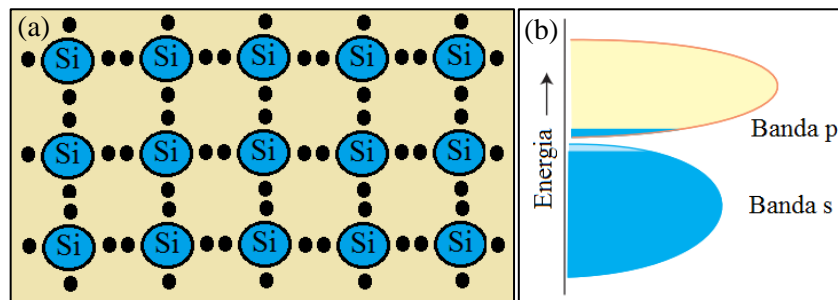 (a)
Si Si Si Si Si
Si Si Si Si Si
Si Si Si Si Si
(b)
Energia
Banda p
Banda s